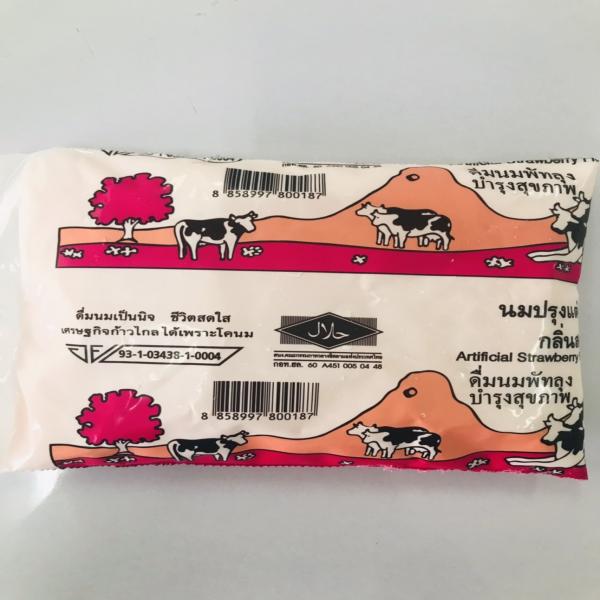 Artificial Strawberry
ดื่มนมพัทลุง
บำรุงสุขภาพ
8 858997 800187
ดื่มนมเป็นนิจ ชีวิตสดใส
เศรษฐกิจก้าวไกลได้เพราะโคนม
93-1-03438-1-0004
حلال
กอท.ฮล. 60 A451 005 04 48
นมปรุงแต่
กลิ่น
Artificial Strawberry
ดื่มนมพัทลุง
บำรุงสุขภาพ
8 858997 800187